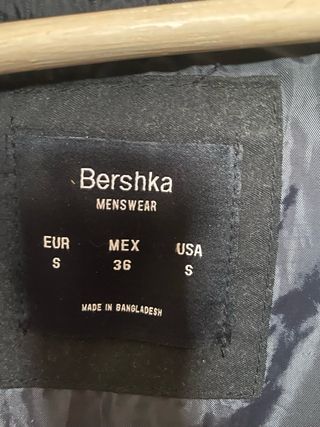 Bershka
MENSWEAR
EUR MEX USA
S 36 S
MADE IN BANGLADESH